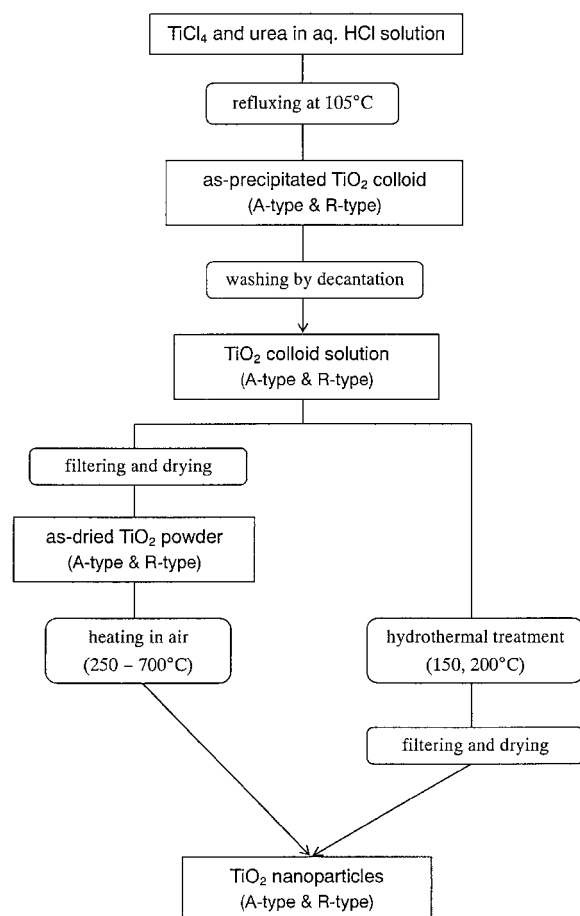 TiCl₄ and urea in aq. HCl solution
refluxing at 105°C
as-precipitated TiO₂ colloid
(A-type & R-type)
washing by decantation
TiO₂ colloid solution
(A-type & R-type)
filtering and drying
as-dried TiO₂ powder
(A-type & R-type)
heating in air
(250 – 700°C)
hydrothermal treatment
(150, 200°C)
filtering and drying
TiO₂ nanoparticles
(A-type & R-type)